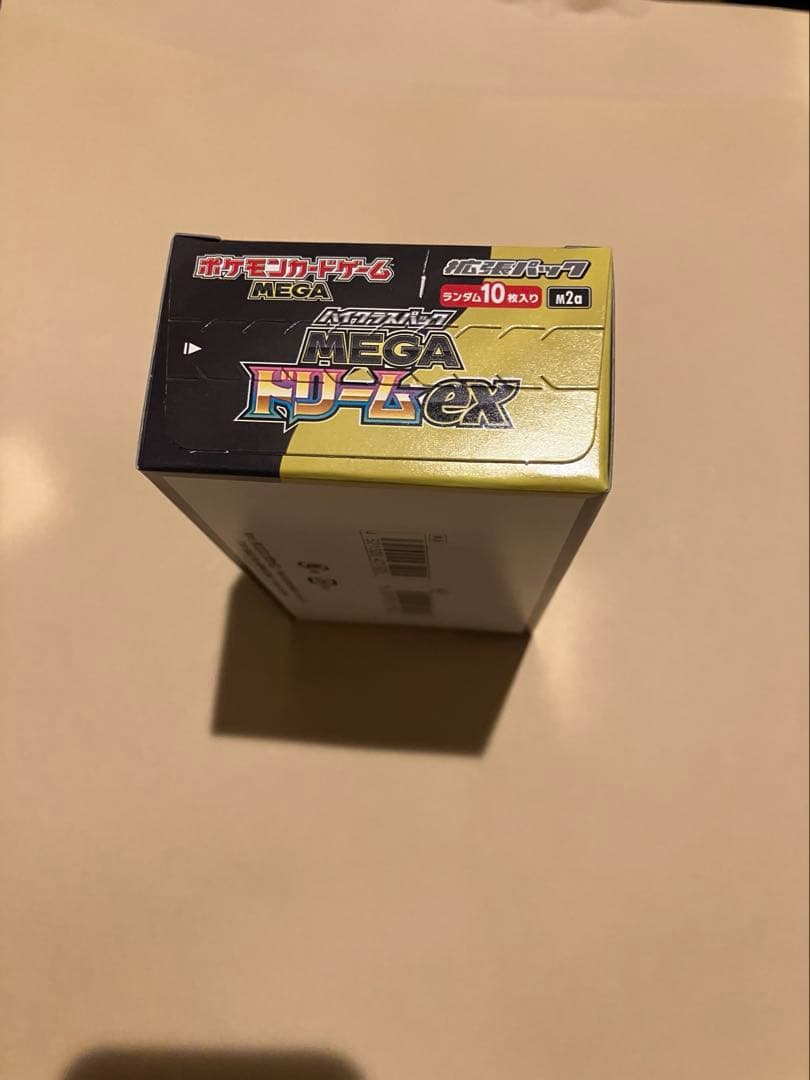 ポケモンカードゲーム
MEGA
拡張パック
ランダム10枚入り
M2a
ハイクラスパック
MEGA
ドリームex